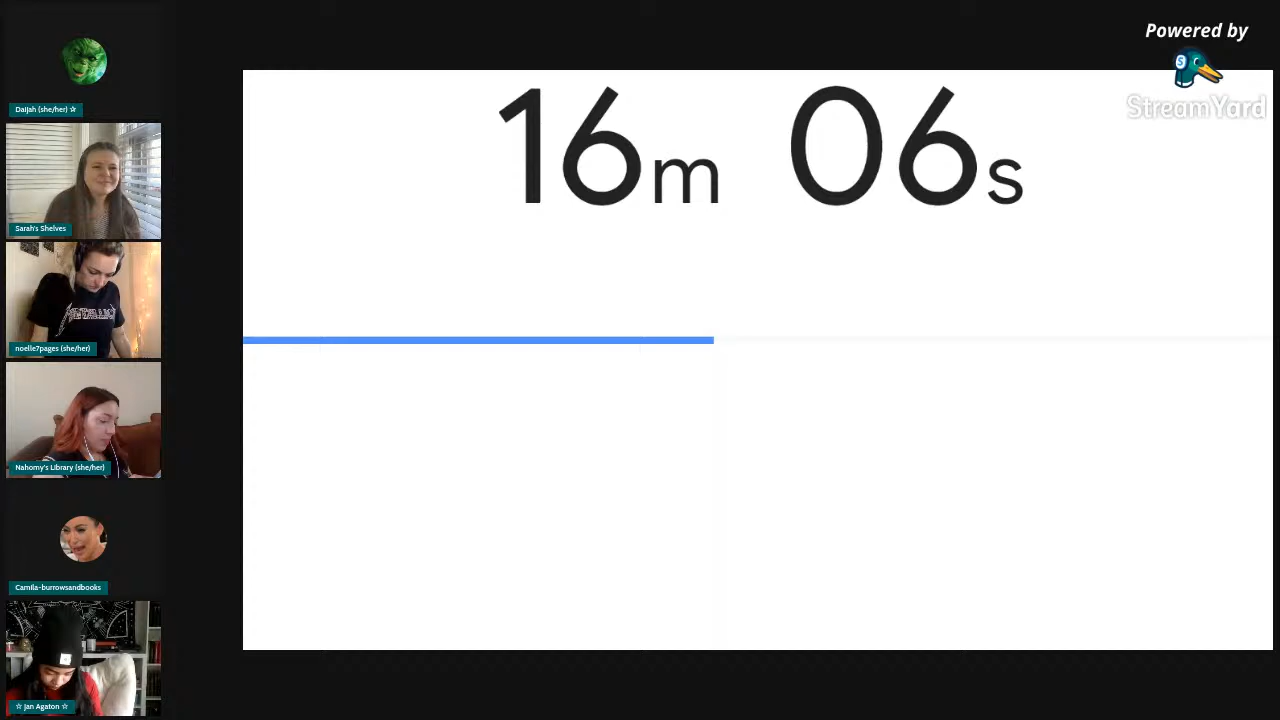 Powered by
StreamYard
16m 06s
Daijah (she/her) ☆
Sarah's Shelves
METALLICA
noelle7pages (she/her)
Nahomy's Library (she/her)
Camila-burrowsandbooks
☆ Jan Agaton ☆